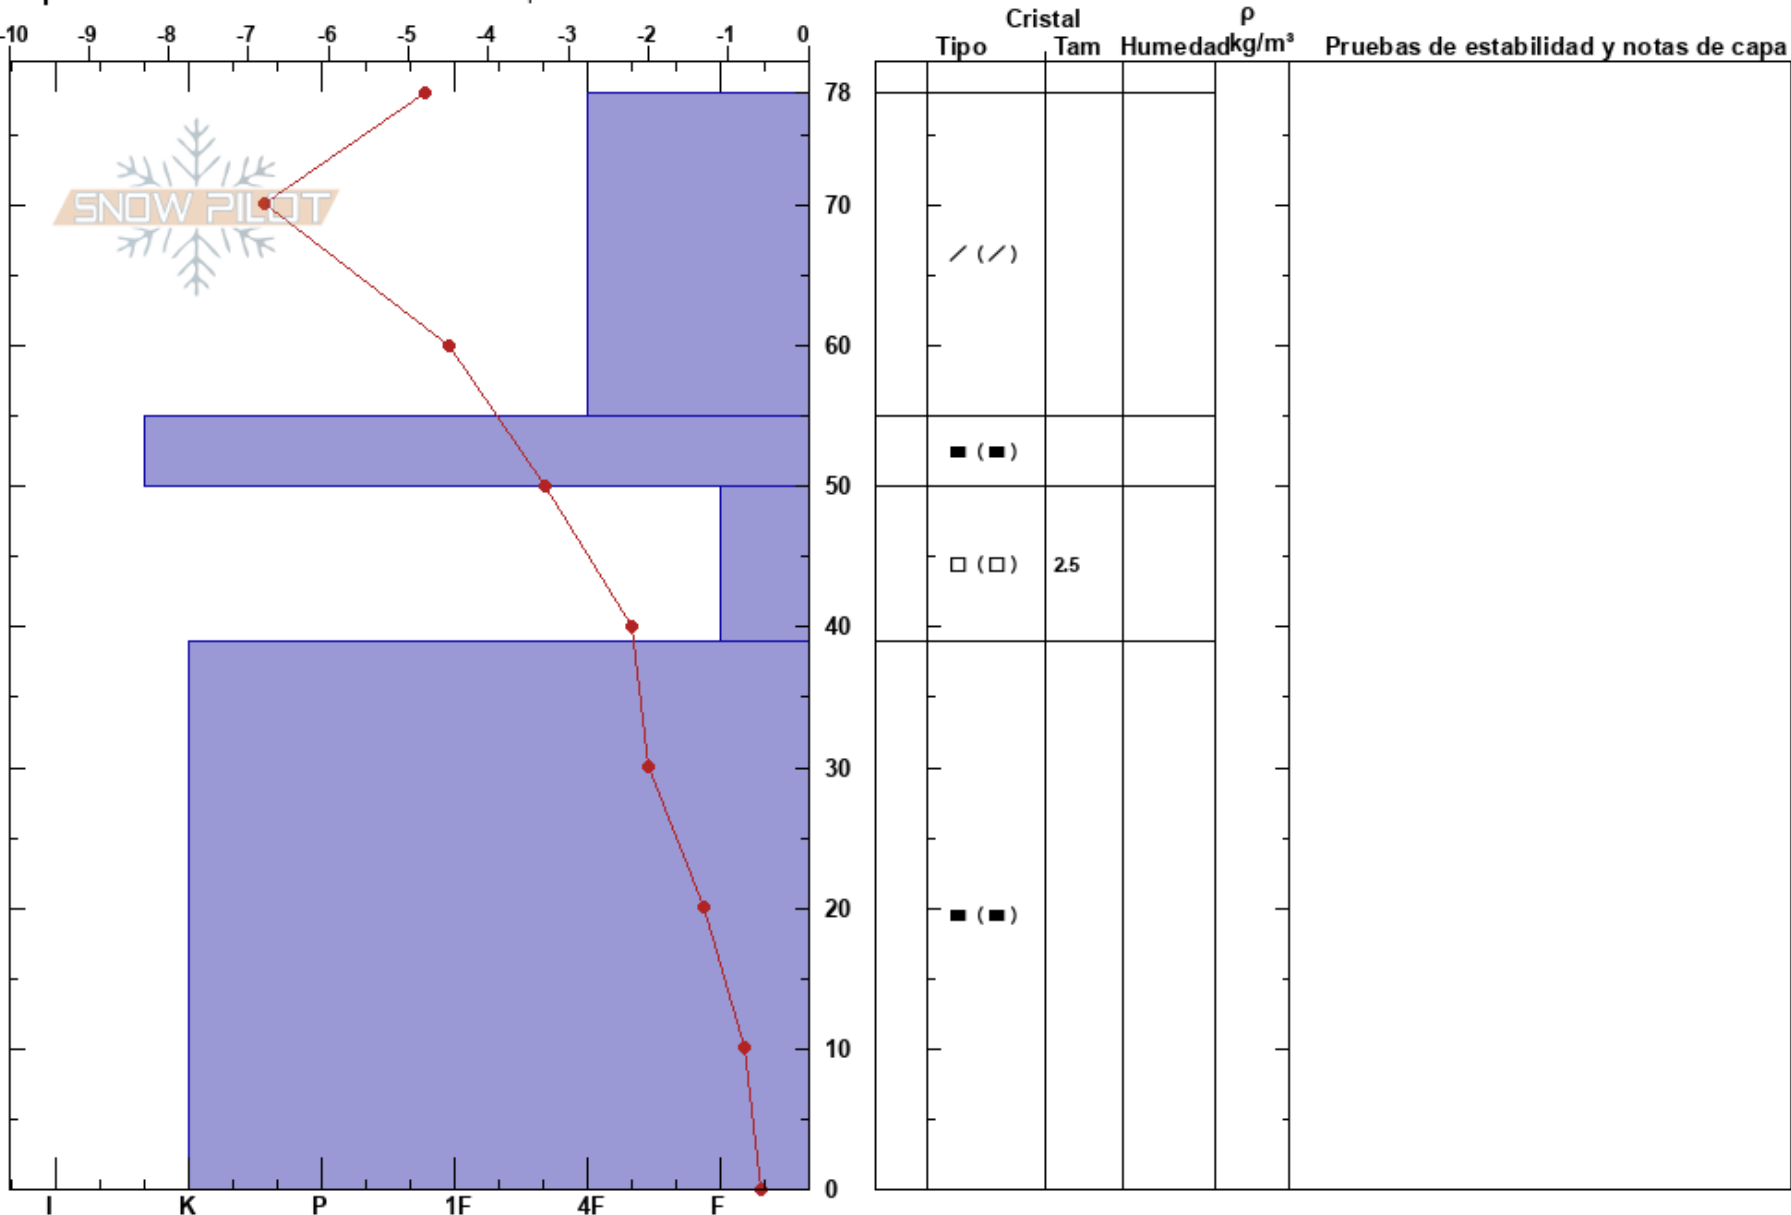 Cristal ρ
-10 -9 -8 -7 -6 -5 -4 -3 -2 -1 0
Tipo Tam Humedad kg/m³ Pruebas de estabilidad y notas de capa
78
SNOW PILOT
70
/ (/)
60
■ (■)
50
□ (□) 2.5
40
30
20
■ (■)
10
0
I K P 1F 4F F